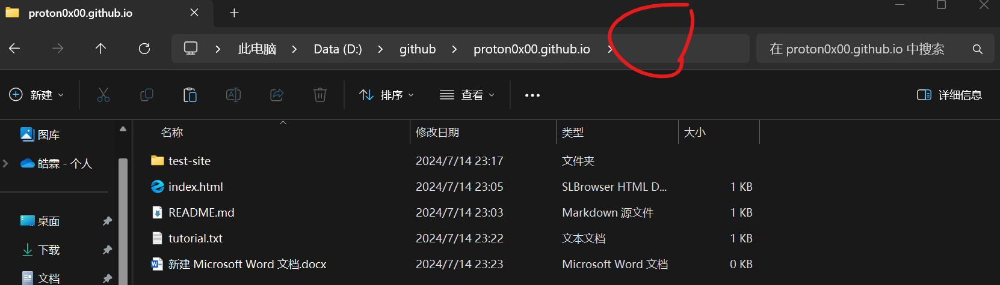 proton0x00.github.io
此电脑 Data (D:) github proton0x00.github.io
在 proton0x00.github.io 中搜索
新建 排序 查看 详细信息
名称 修改日期 类型 大小
图库
皓霖 - 个人
桌面
下载
文档
test-site 2024/7/14 23:17 文件夹
index.html 2024/7/14 23:05 SLBrowser HTML D... 1 KB
README.md 2024/7/14 23:03 Markdown 源文件 1 KB
tutorial.txt 2024/7/14 23:22 文本文档 1 KB
新建 Microsoft Word 文档.docx 2024/7/14 23:23 Microsoft Word 文档 0 KB